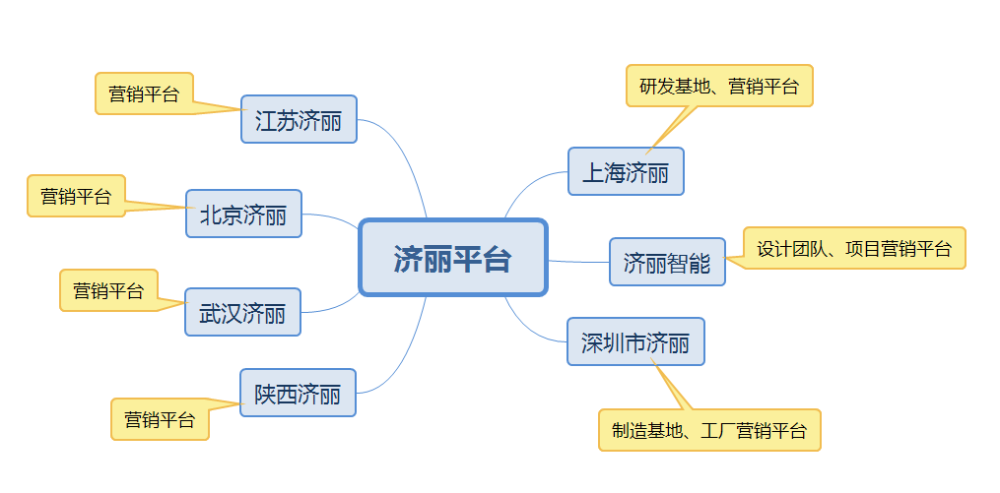 研发基地、营销平台
营销平台
江苏济丽
上海济丽
营销平台
北京济丽
设计团队、项目营销平台
济丽平台
济丽智能
营销平台
武汉济丽
深圳市济丽
陕西济丽
营销平台
制造基地、工厂营销平台